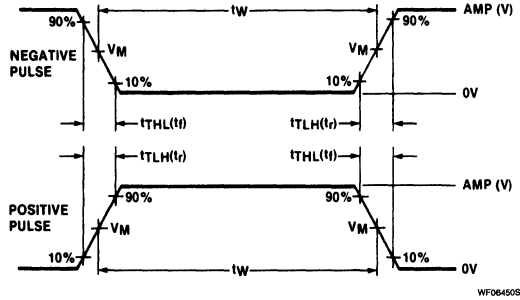 tW
AMP (V)
90%
90%
NEGATIVE
PULSE
VM
VM
10%
10%
0V
tTHL(tf)
tTLH(tr)
tTLH(tr)
tTHL(tf)
AMP (V)
90%
90%
POSITIVE
PULSE
VM
VM
10%
10%
tW
0V
WF06450S